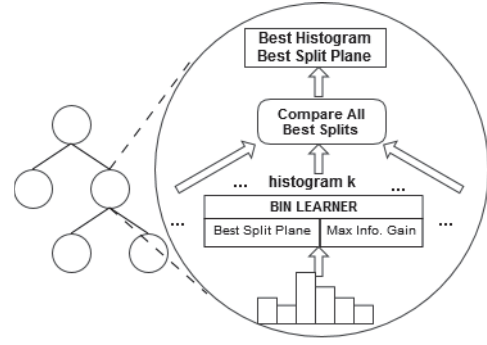 Best Histogram
Best Split Plane
Compare All
Best Splits
... histogram k ...
... BIN LEARNER ...
Best Split Plane Max Info. Gain